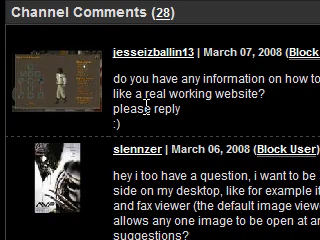 Channel Comments (28)
jesseizballin13 | March 07, 2008 (Block
do you have any information on how to
like a real working website?
please reply
:)
slennzer | March 06, 2008 (Block User)
hey i too have a question, i want to be
side on my desktop, like for example it
and fax viewer (the default image view
allows any one image to be open at an
suggestions?